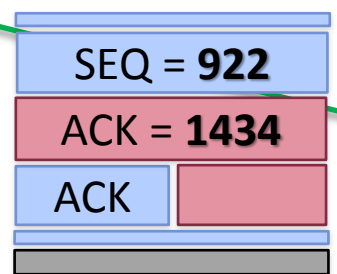 SEQ = 922
ACK = 1434
ACK